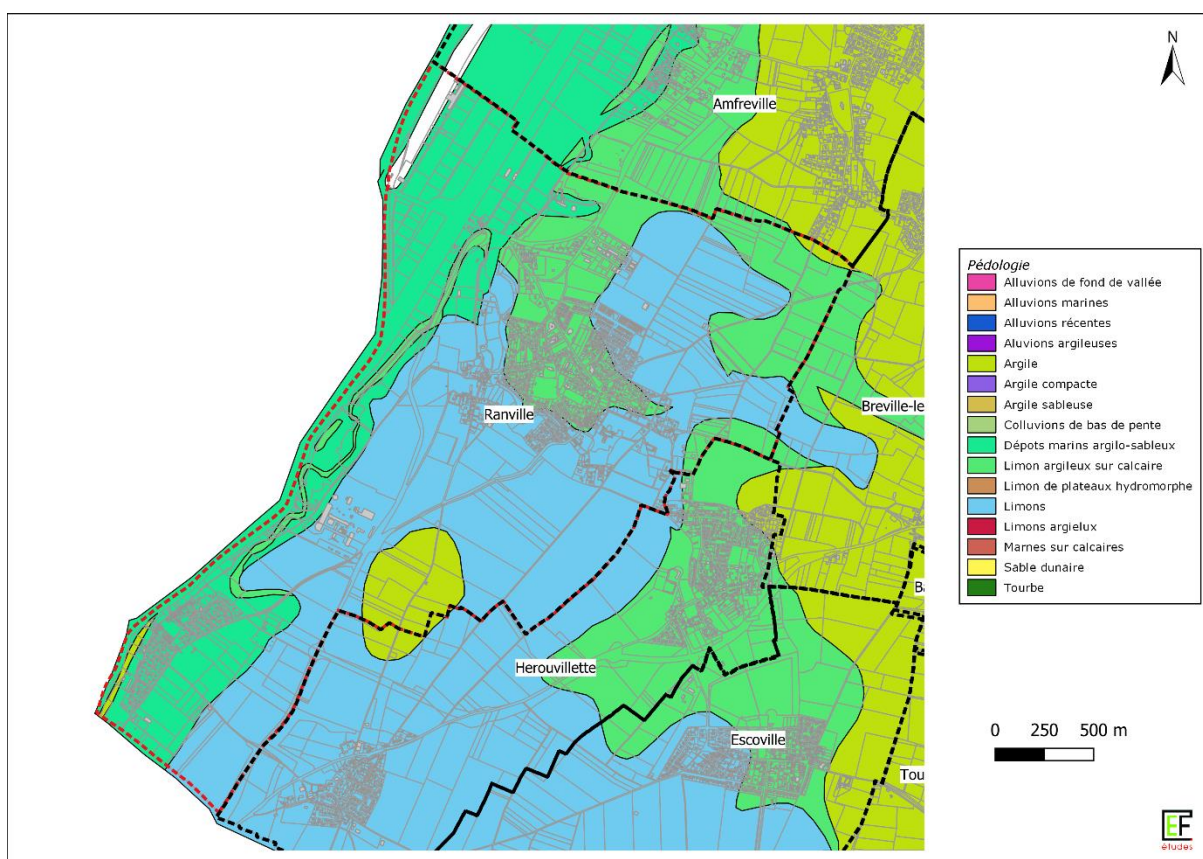 N
Amfreville
Ranville
Breville-le
Herouvillette
Ba
Escoville
Tou
Pédologie
Alluvions de fond de vallée
Alluvions marines
Alluvions récentes
Aluvions argileuses
Argile
Argile compacte
Argile sableuse
Colluvions de bas de pente
Dépots marins argilo-sableux
Limon argileux sur calcaire
Limon de plateaux hydromorphe
Limons
Limons argielux
Marnes sur calcaires
Sable dunaire
Tourbe
0 250 500 m
EF
études